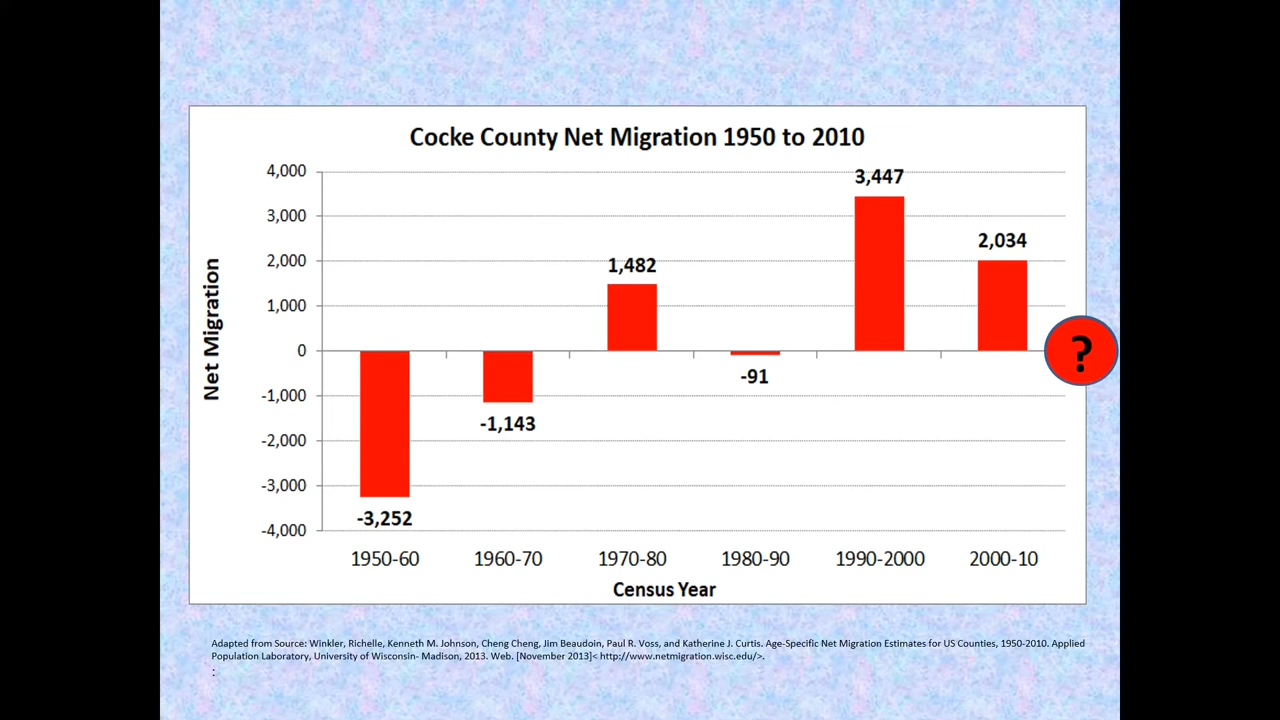 Cocke County Net Migration 1950 to 2010
4,000
3,000
2,000
1,000
0
-1,000
-2,000
-3,000
-4,000
Net Migration
-3,252
-1,143
1,482
-91
3,447
2,034
?
1950-60 1960-70 1970-80 1980-90 1990-2000 2000-10
Census Year
Adapted from Source: Winkler, Richelle, Kenneth M. Johnson, Cheng Cheng, Jim Beaudoin, Paul R. Voss, and Katherine J. Curtis. Age-Specific Net Migration Estimates for US Counties, 1950-2010. Applied
Population Laboratory, University of Wisconsin- Madison, 2013. Web. [November 2013]< http://www.netmigration.wisc.edu/>.
: